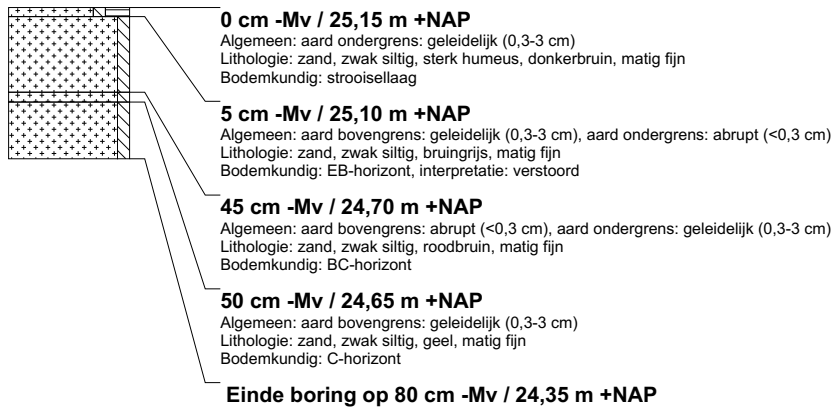 0 cm -Mv / 25,15 m +NAP
Algemeen: aard ondergrens: geleidelijk (0,3-3 cm)
Lithologie: zand, zwak siltig, sterk humeus, donkerbruin, matig fijn
Bodemkundig: strooisellaag
5 cm -Mv / 25,10 m +NAP
Algemeen: aard bovengrens: geleidelijk (0,3-3 cm), aard ondergrens: abrupt (<0,3 cm)
Lithologie: zand, zwak siltig, bruingrijs, matig fijn
Bodemkundig: EB-horizont, interpretatie: verstoord
45 cm -Mv / 24,70 m +NAP
Algemeen: aard bovengrens: abrupt (<0,3 cm), aard ondergrens: geleidelijk (0,3-3 cm)
Lithologie: zand, zwak siltig, roodbruin, matig fijn
Bodemkundig: BC-horizont
50 cm -Mv / 24,65 m +NAP
Algemeen: aard bovengrens: geleidelijk (0,3-3 cm)
Lithologie: zand, zwak siltig, geel, matig fijn
Bodemkundig: C-horizont
Einde boring op 80 cm -Mv / 24,35 m +NAP